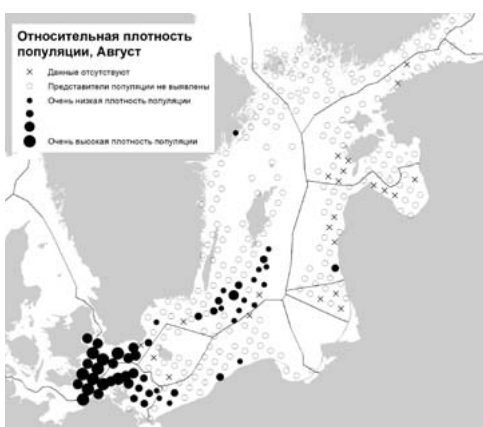 Относительная плотность
популяции, Август
Данные отсутствуют
Представители популяции не выявлены
Очень низкая плотность популяции
Очень высокая плотность популяции